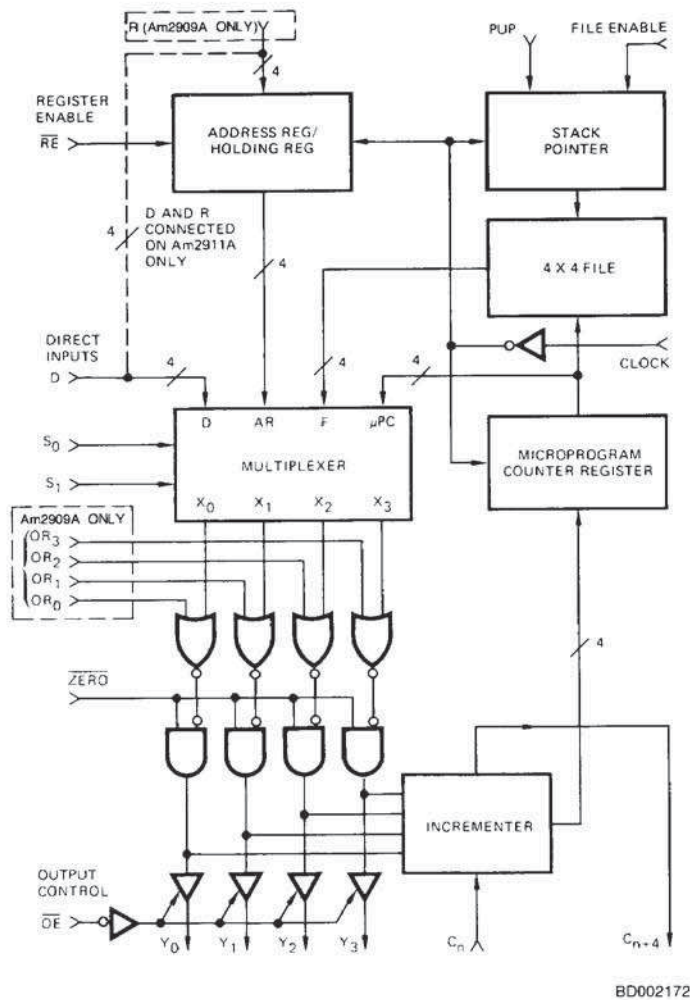 R (Am2909A ONLY)
PUP
FILE ENABLE
4
REGISTER
ENABLE
RE
ADDRESS REG/
HOLDING REG
STACK
POINTER
4
D AND R
CONNECTED
ON Am2911A
ONLY
4
4 X 4 FILE
DIRECT
INPUTS
D
4
4
4
CLOCK
D
AR
F
µPC
S0
MULTIPLEXER
S1
X0
X1
X2
X3
MICROPROGRAM
COUNTER REGISTER
Am2909A ONLY
OR3
OR2
OR1
OR0
4
ZERO
INCREMENTER
OUTPUT
CONTROL
OE
Y0
Y1
Y2
Y3
Cn
Cn+4
BD002172